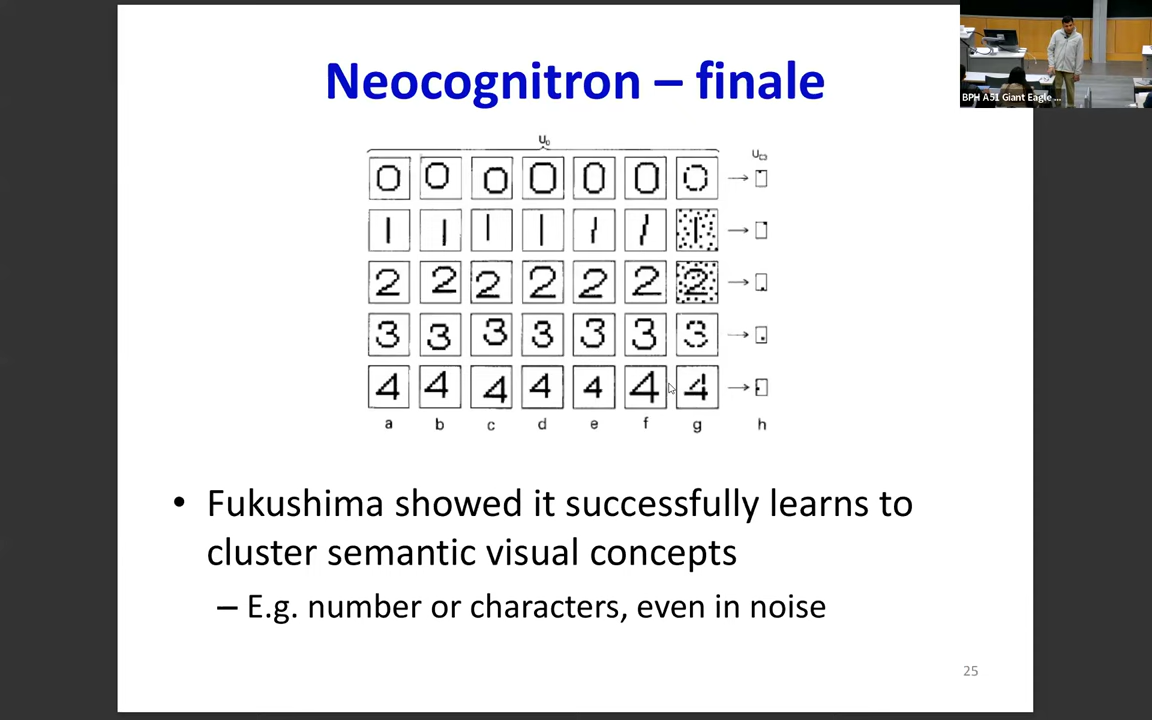 BPH A51 Giant Eagle ...
Neocognitron – finale
U₀
0 0 0 0 0 0 0
1 1 1 1 1 1 1
2 2 2 2 2 2 2
3 3 3 3 3 3 3
4 4 4 4 4 4 4
a b c d e f g h
• Fukushima showed it successfully learns to
cluster semantic visual concepts
– E.g. number or characters, even in noise
25